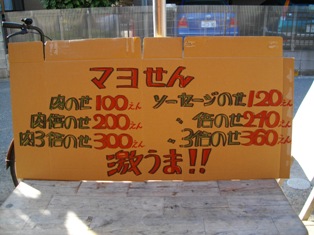 マヨせん
肉のせ100えん ソーセージのせ120えん
肉倍のせ200えん 〃 倍のせ240えん
肉3倍のせ300えん 〃 3倍のせ360えん
激うま!!